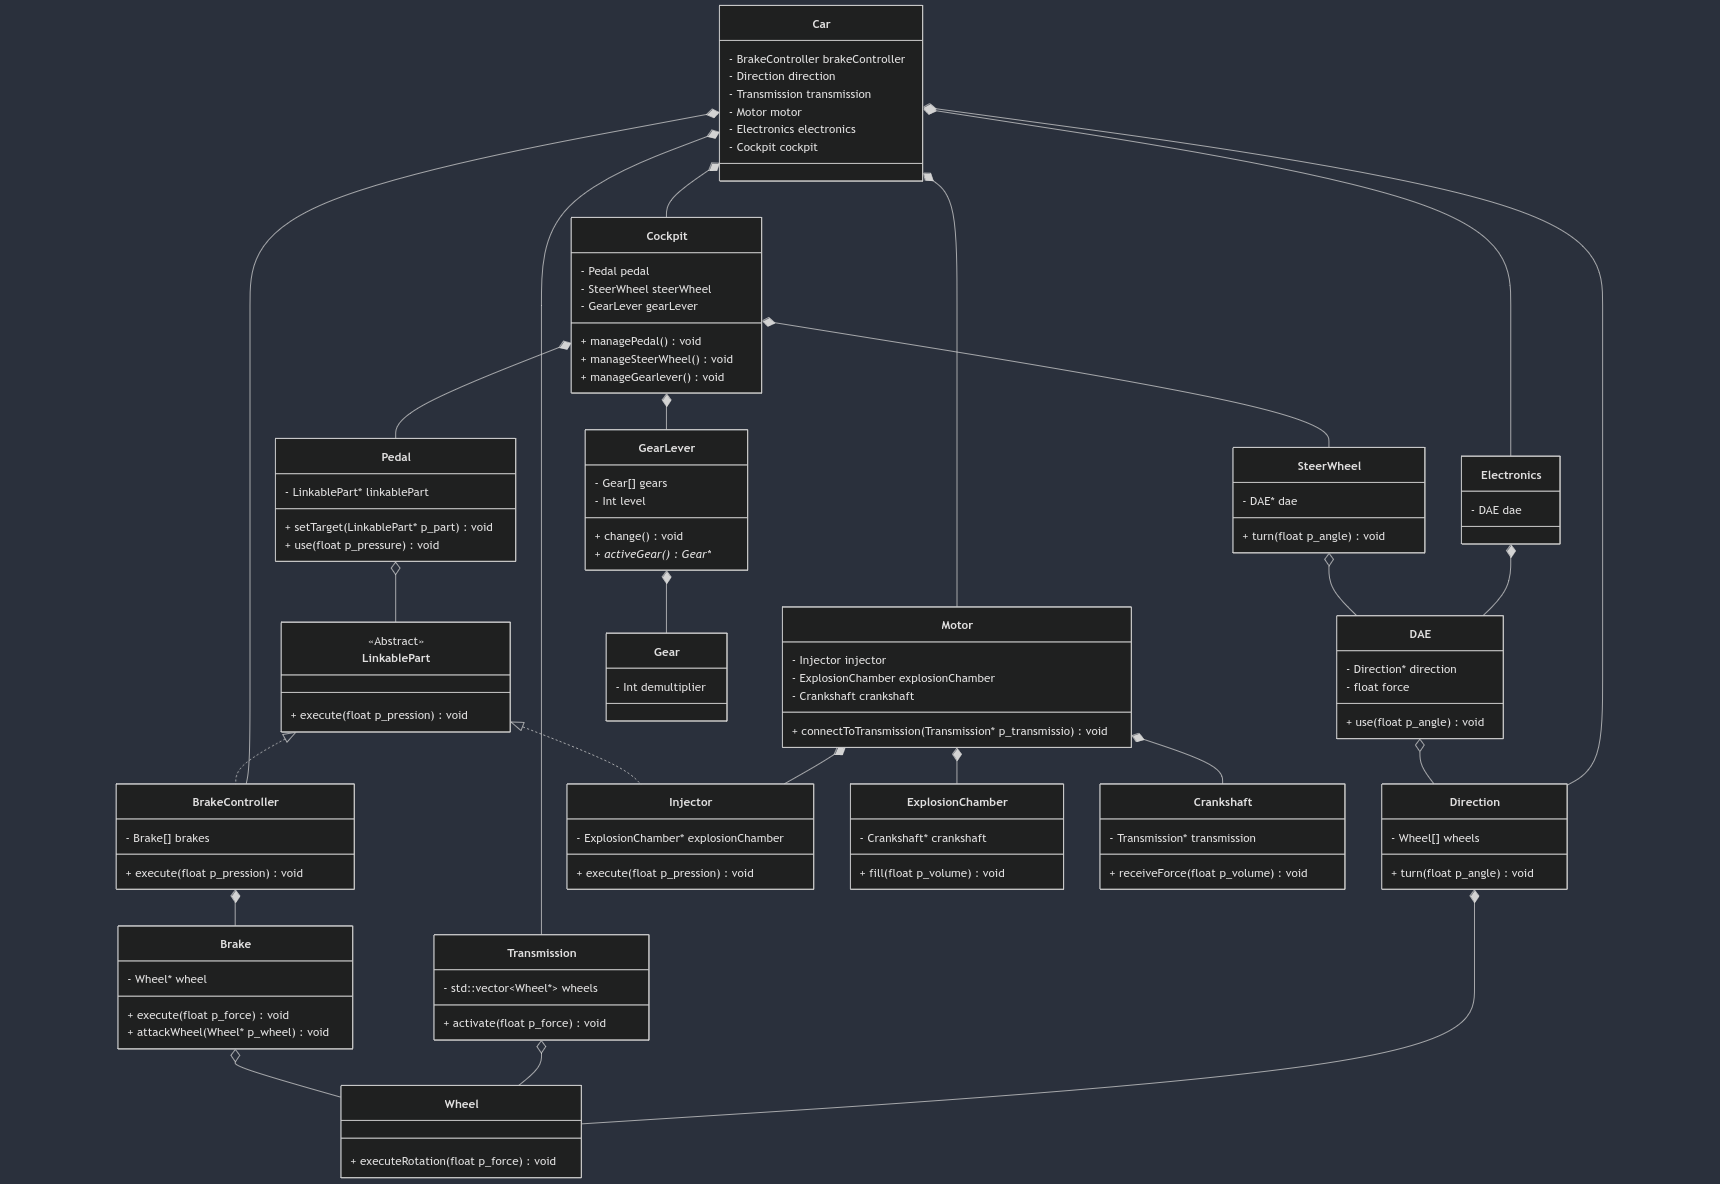 Car
- BrakeController brakeController
- Direction direction
- Transmission transmission
- Motor motor
- Electronics electronics
- Cockpit cockpit
Cockpit
- Pedal pedal
- SteerWheel steerWheel
- GearLever gearLever
+ managePedal() : void
+ manageSteerWheel() : void
+ manageGearlever() : void
Pedal
- LinkablePart* linkablePart
+ setTarget(LinkablePart* p_part) : void
+ use(float p_pressure) : void
GearLever
- Gear[] gears
- Int level
+ change() : void
+ activeGear() : Gear*
SteerWheel
- DAE* dae
+ turn(float p_angle) : void
Electronics
- DAE dae
«Abstract»
LinkablePart
+ execute(float p_pression) : void
Gear
- Int demultiplier
Motor
- Injector injector
- ExplosionChamber explosionChamber
- Crankshaft crankshaft
+ connectToTransmission(Transmission* p_transmissio) : void
DAE
- Direction* direction
- float force
+ use(float p_angle) : void
BrakeController
- Brake[] brakes
+ execute(float p_pression) : void
Injector
- ExplosionChamber* explosionChamber
+ execute(float p_pression) : void
ExplosionChamber
- Crankshaft* crankshaft
+ fill(float p_volume) : void
Crankshaft
- Transmission* transmission
+ receiveForce(float p_volume) : void
Direction
- Wheel[] wheels
+ turn(float p_angle) : void
Brake
- Wheel* wheel
+ execute(float p_force) : void
+ attackWheel(Wheel* p_wheel) : void
Transmission
- std::vector<Wheel*> wheels
+ activate(float p_force) : void
Wheel
+ executeRotation(float p_force) : void